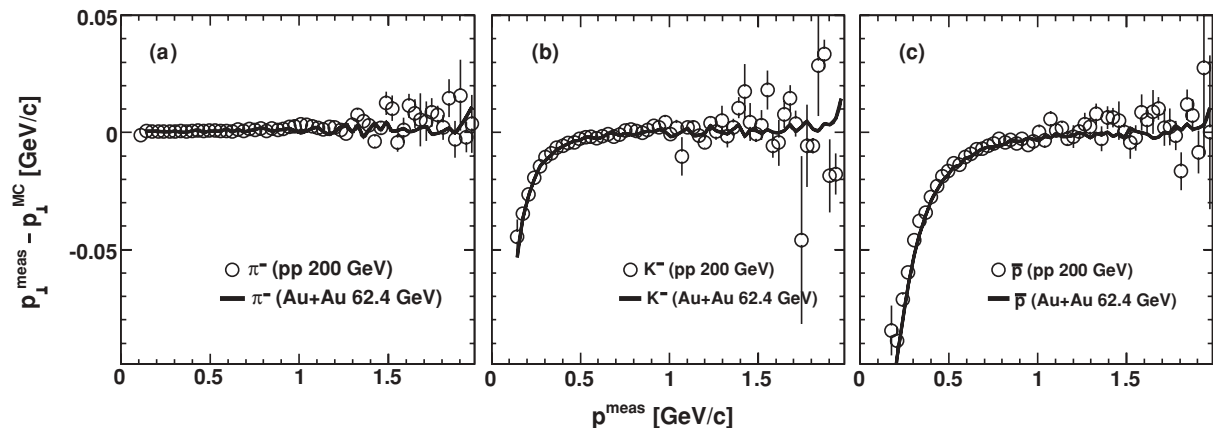 0.05
0
-0.05
p⊥^meas – p⊥^MC [GeV/c]
(a)
π⁻ (pp 200 GeV)
π⁻ (Au+Au 62.4 GeV)
(b)
K⁻ (pp 200 GeV)
K⁻ (Au+Au 62.4 GeV)
(c)
p̅ (pp 200 GeV)
p̅ (Au+Au 62.4 GeV)
0 0.5 1 1.5 0 0.5 1 1.5 0 0.5 1 1.5
p^meas [GeV/c]